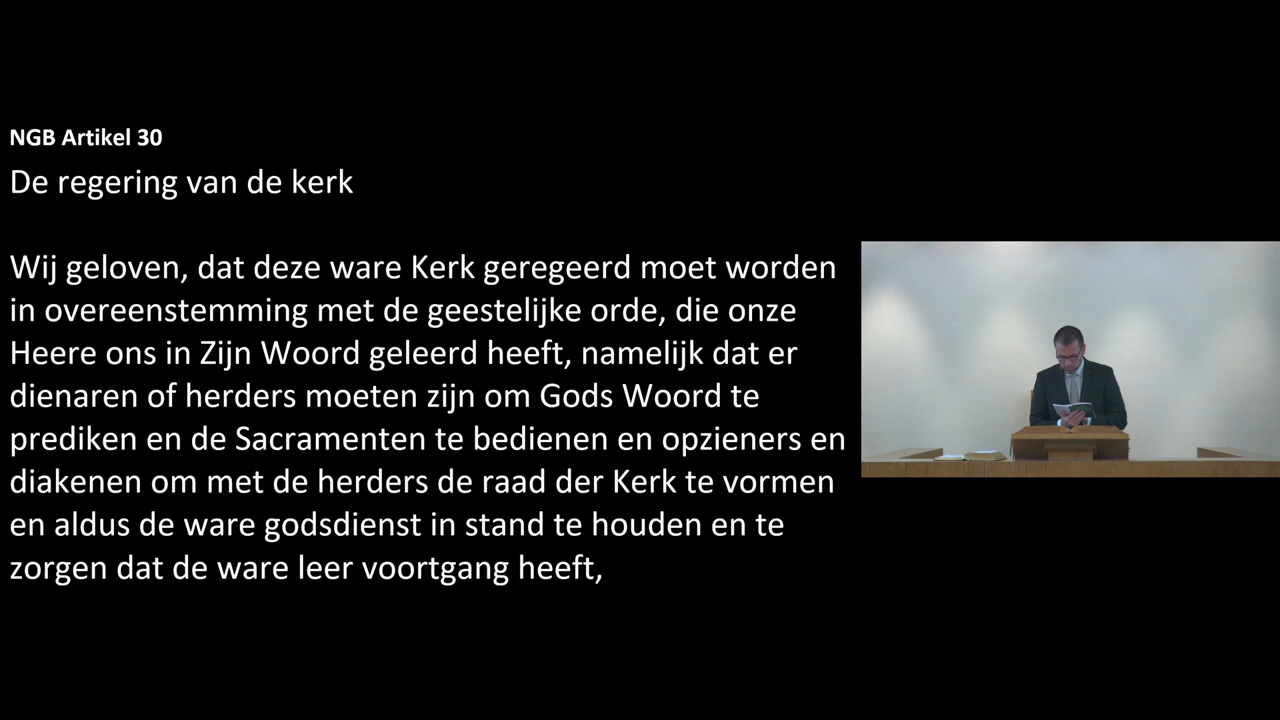 NGB Artikel 30
De regering van de kerk
Wij geloven, dat deze ware Kerk geregeerd moet worden
in overeenstemming met de geestelijke orde, die onze
Heere ons in Zijn Woord geleerd heeft, namelijk dat er
dienaren of herders moeten zijn om Gods Woord te
prediken en de Sacramenten te bedienen en opzieners en
diakenen om met de herders de raad der Kerk te vormen
en aldus de ware godsdienst in stand te houden en te
zorgen dat de ware leer voortgang heeft,